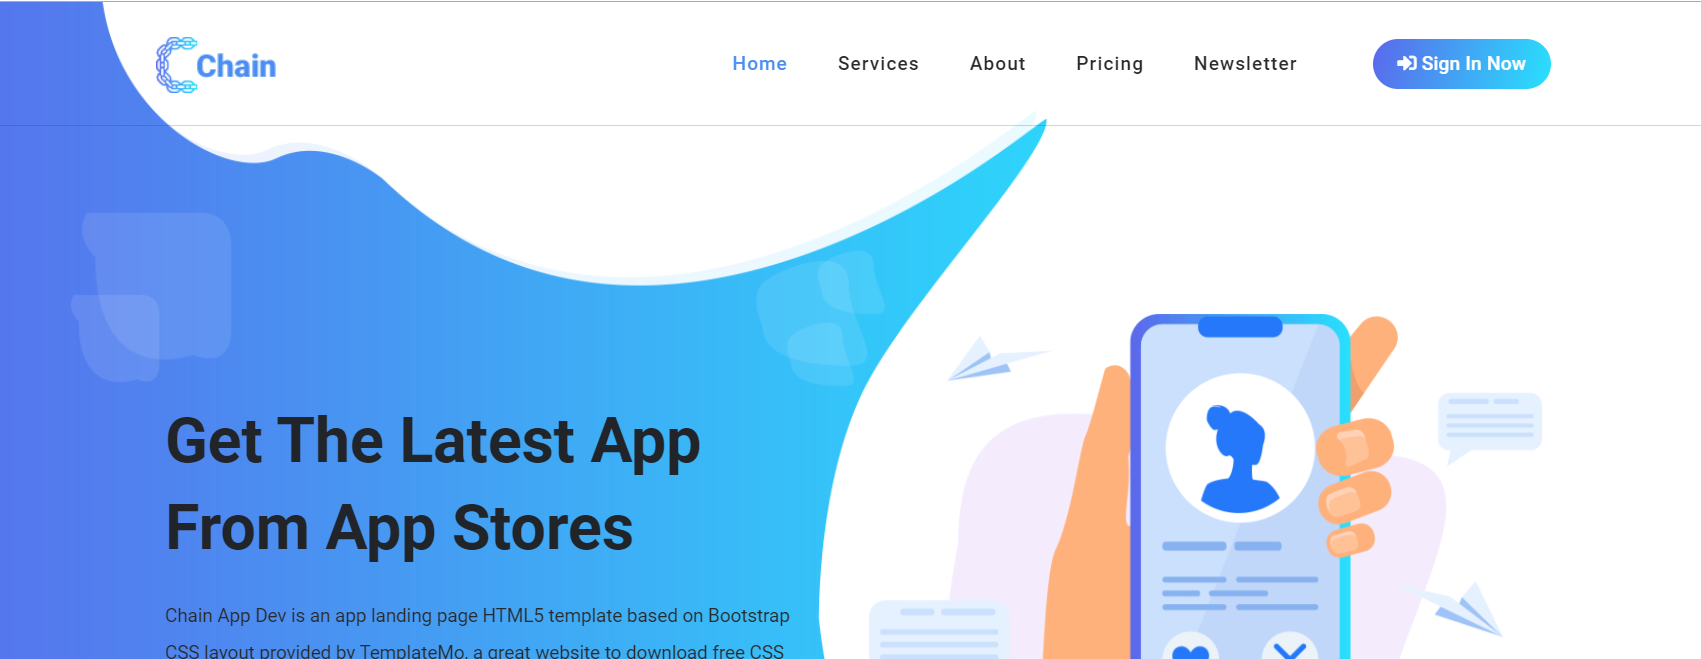 Chain
Home Services About Pricing Newsletter
Sign In Now
Get The Latest App
From App Stores
Chain App Dev is an app landing page HTML5 template based on Bootstrap
CSS layout provided by TemplateMo, a great website to download free CSS